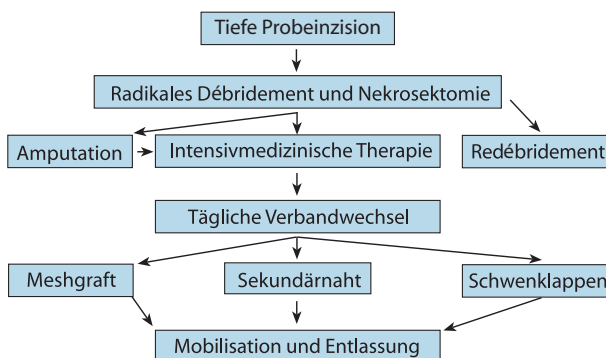 Tiefe Probeinzision
Radikales Débridement und Nekrosektomie
Amputation
Intensivmedizinische Therapie
Redébridement
Tägliche Verbandwechsel
Meshgraft
Sekundärnaht
Schwenklappen
Mobilisation und Entlassung